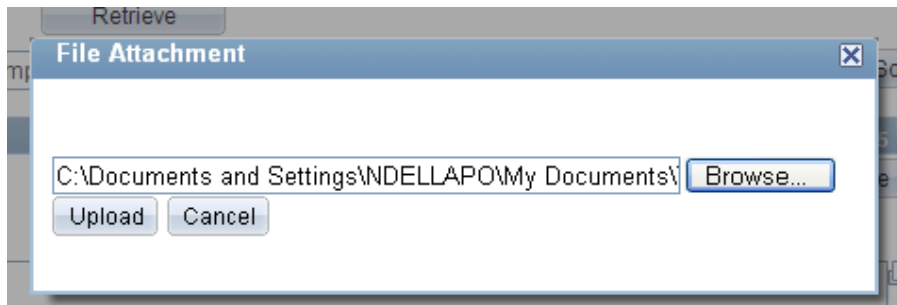 Retrieve
File Attachment
C:\Documents and Settings\NDELLAPO\My Documents\
Browse...
Upload
Cancel